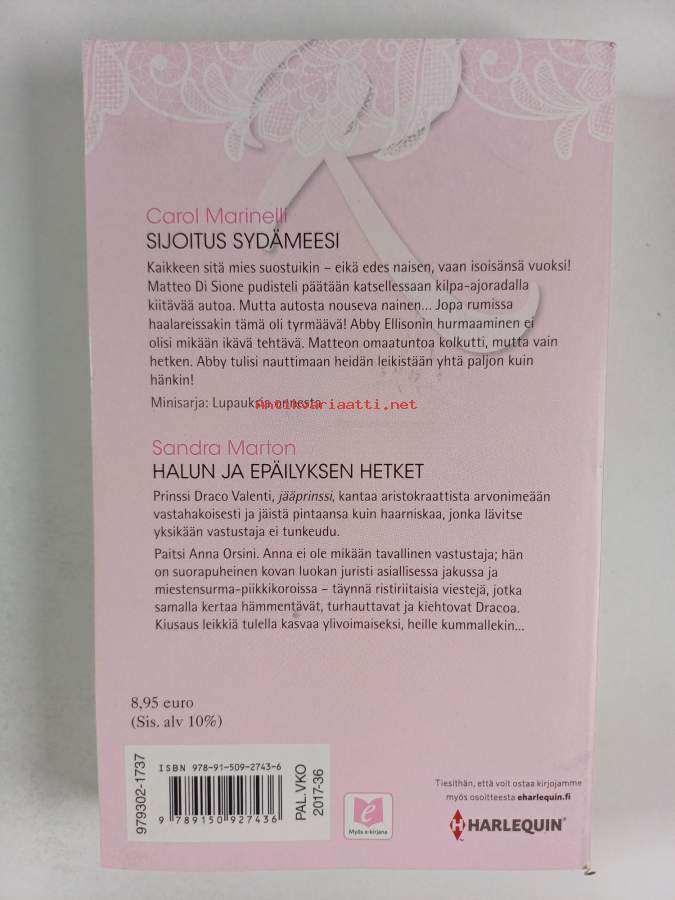 Carol Marinelli
SIJOITUS SYDÄMEESI
Kaikkeen sitä mies suostuikin – eikä edes naisen, vaan isoisänsä vuoksi!
Matteo Di Sione pudisteli päätään katsellessaan kilpa-ajoradalla
kiitävää autoa. Mutta autosta nouseva nainen... Jopa rumissa
haalareissakin tämä oli tyrmäävä! Abby Ellisonin hurmaaminen ei
olisi mikään ikävä tehtävä. Matteon omaatuntoa kolkutti, mutta vain
hetken. Abby tulisi nauttimaan heidän leikistään yhtä paljon kuin
hänkin!
Minisarja: Lupauksia onnesta
Antikvariaatti.net
Sandra Marton
HALUN JA EPÄILYKSEN HETKET
Prinssi Draco Valenti, jääprinssi, kantaa aristokraattista arvonimeään
vastahakoisesti ja jäistä pintaansa kuin haarniskaa, jonka lävitse
yksikään vastustaja ei tunkeudu.
Paitsi Anna Orsini. Anna ei ole mikään tavallinen vastustaja; hän
on suorapuheinen kovan luokan juristi asiallisessa jakussa ja
miestensurma-piikkikoroissa – täynnä ristiriitaisia viestejä, jotka
samalla kertaa hämmentävät, turhauttavat ja kiehtovat Dracoa.
Kiusaus leikkiä tulella kasvaa ylivoimaiseksi, heille kummallekin...
8,95 euro
(Sis. alv 10%)
979302-1737
ISBN 978-91-509-2743-6
9 789150 927436
PAL.VKO
2017-36
e
Myös e-kirjana
Tiesithän, että voit ostaa kirjojamme
myös osoitteesta eharlequin.fi
HARLEQUIN®